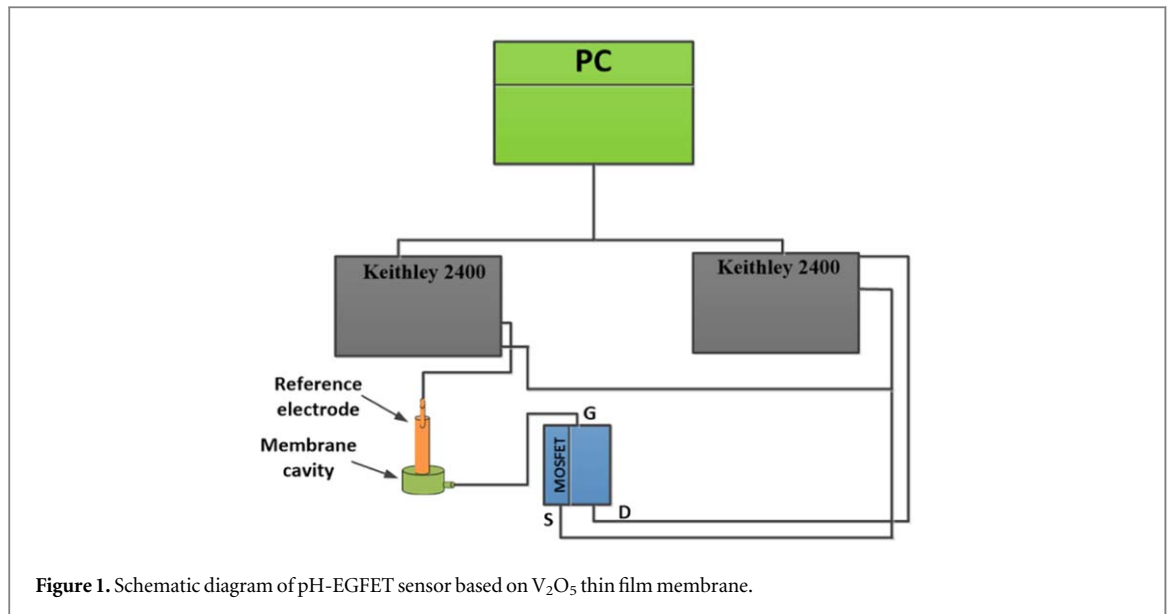 PC
Keithley 2400
Keithley 2400
Reference
electrode
Membrane
cavity
G
MOSFET
S
D
Figure 1. Schematic diagram of pH-EGFET sensor based on V₂O₅ thin film membrane.